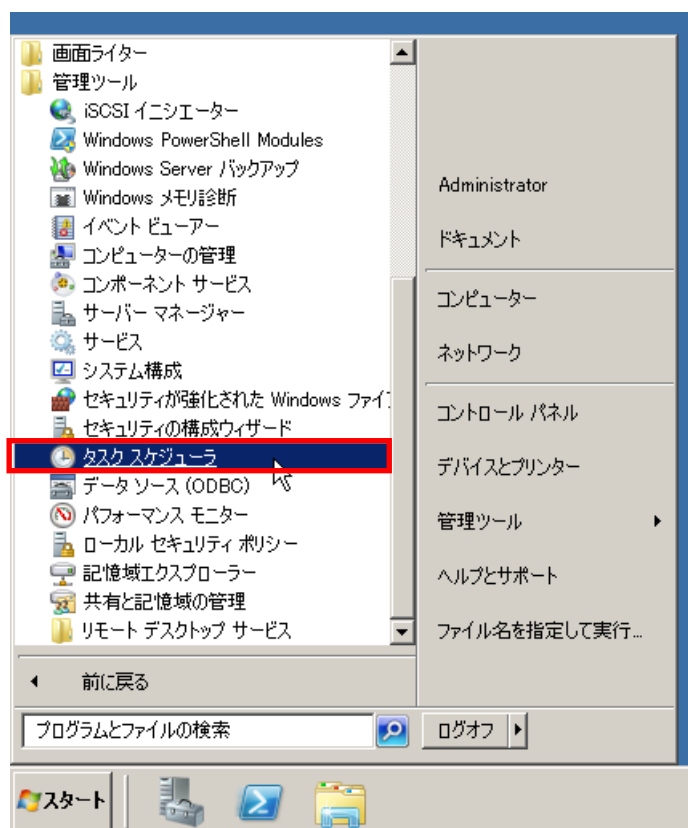 画面ライター
管理ツール
iSCSI イニシエーター
Windows PowerShell Modules
Windows Server バックアップ
Windows メモリ診断
イベント ビューアー
コンピューターの管理
コンポーネント サービス
サーバー マネージャー
サービス
システム構成
セキュリティが強化された Windows ファイ
セキュリティの構成ウィザード
タスク スケジューラ
データ ソース (ODBC)
パフォーマンス モニター
ローカル セキュリティ ポリシー
記憶域エクスプローラー
共有と記憶域の管理
リモート デスクトップ サービス
前に戻る
プログラムとファイルの検索
Administrator
ドキュメント
コンピューター
ネットワーク
コントロール パネル
デバイスとプリンター
管理ツール
ヘルプとサポート
ファイル名を指定して実行...
ログオフ
スタート